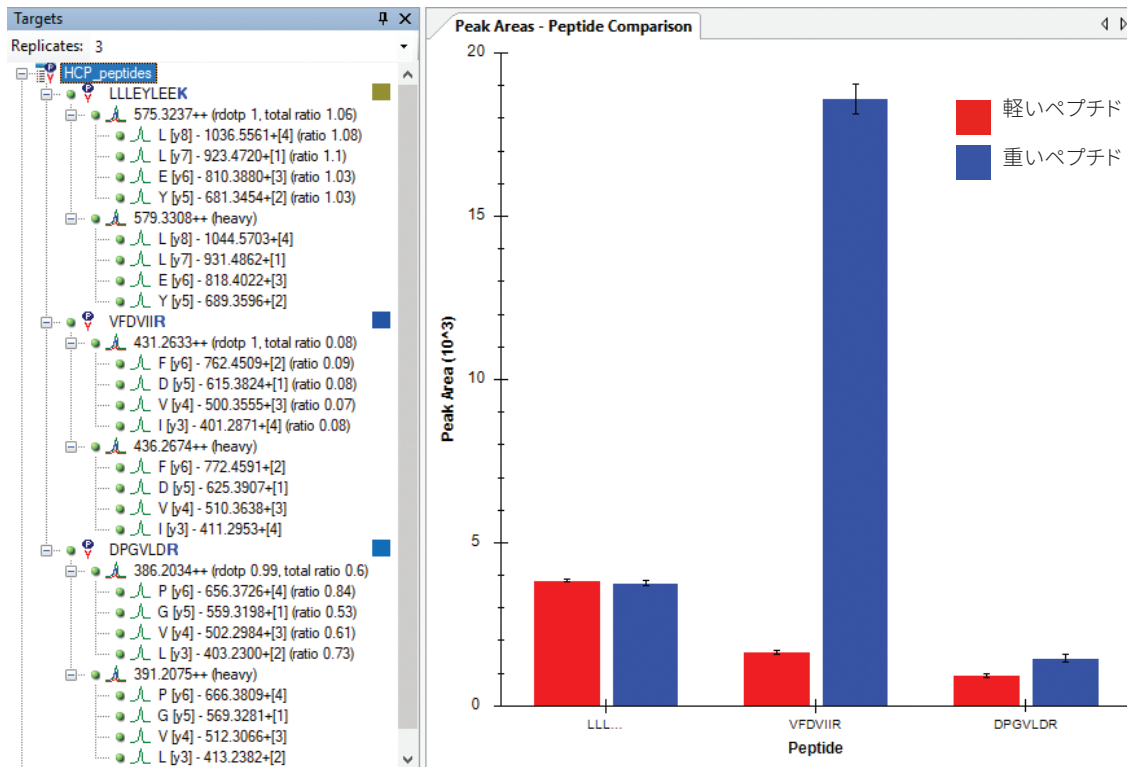 Targets
Replicates: 3
HCP_peptides
LLLEYLEEK
575.3237++ (rdotp 1, total ratio 1.06)
L [y8] - 1036.5561+[4] (ratio 1.08)
L [y7] - 923.4720+[1] (ratio 1.1)
E [y6] - 810.3880+[3] (ratio 1.03)
Y [y5] - 681.3454+[2] (ratio 1.03)
579.3308++ (heavy)
L [y8] - 1044.5703+[4]
L [y7] - 931.4862+[1]
E [y6] - 818.4022+[3]
Y [y5] - 689.3596+[2]
VFDVIIR
431.2633++ (rdotp 1, total ratio 0.08)
F [y6] - 762.4509+[2] (ratio 0.09)
D [y5] - 615.3824+[1] (ratio 0.08)
V [y4] - 500.3555+[3] (ratio 0.07)
I [y3] - 401.2871+[4] (ratio 0.08)
436.2674++ (heavy)
F [y6] - 772.4591+[2]
D [y5] - 625.3907+[1]
V [y4] - 510.3638+[3]
I [y3] - 411.2953+[4]
DPGVLDR
386.2034++ (rdotp 0.99, total ratio 0.6)
P [y6] - 656.3726+[4] (ratio 0.84)
G [y5] - 559.3198+[1] (ratio 0.53)
V [y4] - 502.2984+[3] (ratio 0.61)
L [y3] - 403.2300+[2] (ratio 0.73)
391.2075++ (heavy)
P [y6] - 666.3809+[4]
G [y5] - 569.3281+[1]
V [y4] - 512.3066+[3]
L [y3] - 413.2382+[2]
Peak Areas - Peptide Comparison
20
15
10
5
0
Peak Area (10^3)
軽いペプチド
重いペプチド
LLL...
VFDVIIR
DPGVLDR
Peptide